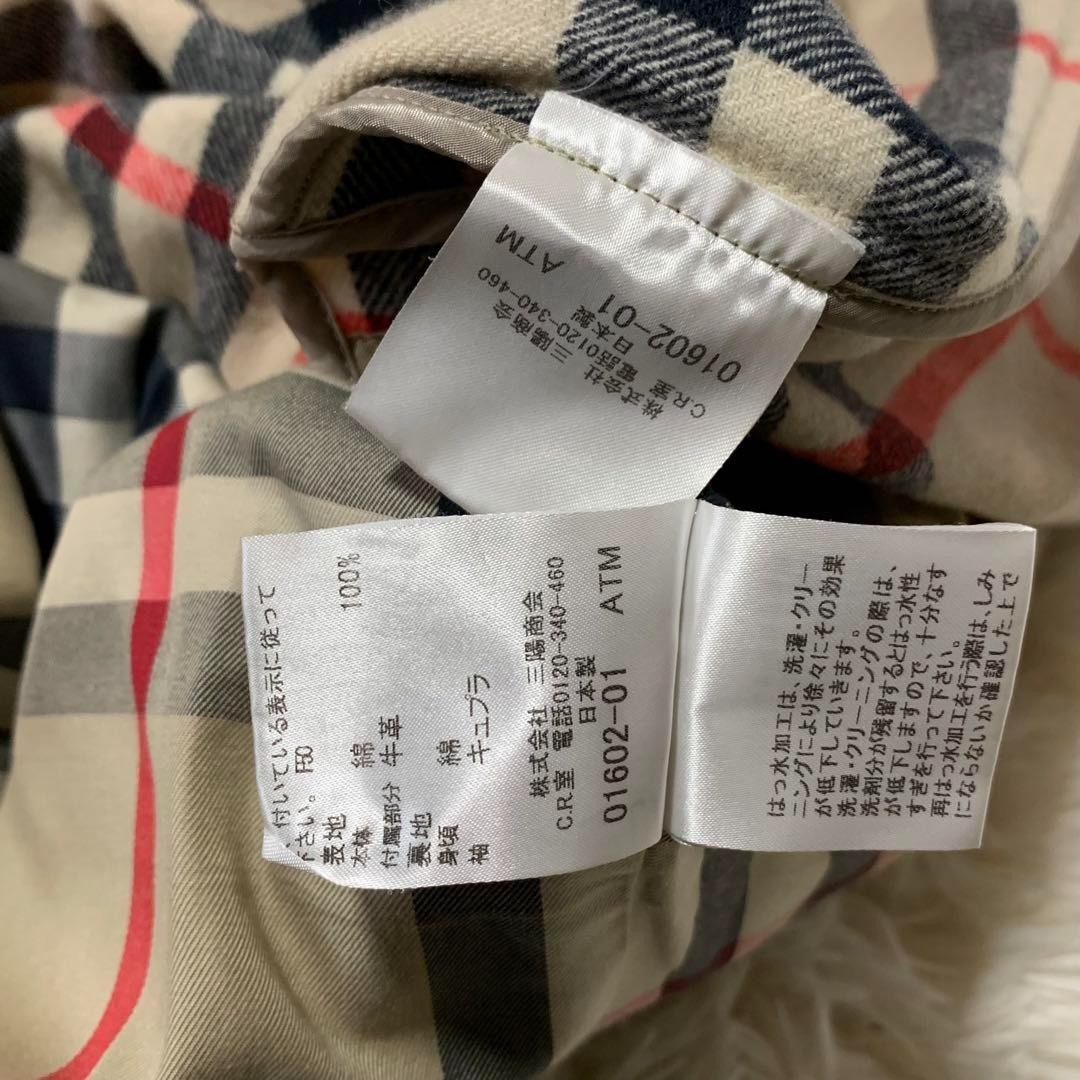 ATM
01602-01
日本製
C.R室 電話0120-340-460
株式会社 三陽商会
付いている表示に従って
下さい。 F50
表地
本体 綿 100%
付属部分 牛革
裏地
身頃 綿
袖 キュプラ
株式会社 三陽商会
C.R室 電話0120-340-460
日本製
01602-01 ATM
はっ水加工は、洗濯・クリー
ニングにより徐々にその効果
が低下していきます。
洗濯・クリーニングの際は、
洗剤分が残留するとはっ水性
が低下しますので、十分なす
すぎを行って下さい。
再はっ水加工を行う際は、しみ
にならないか確認した上で